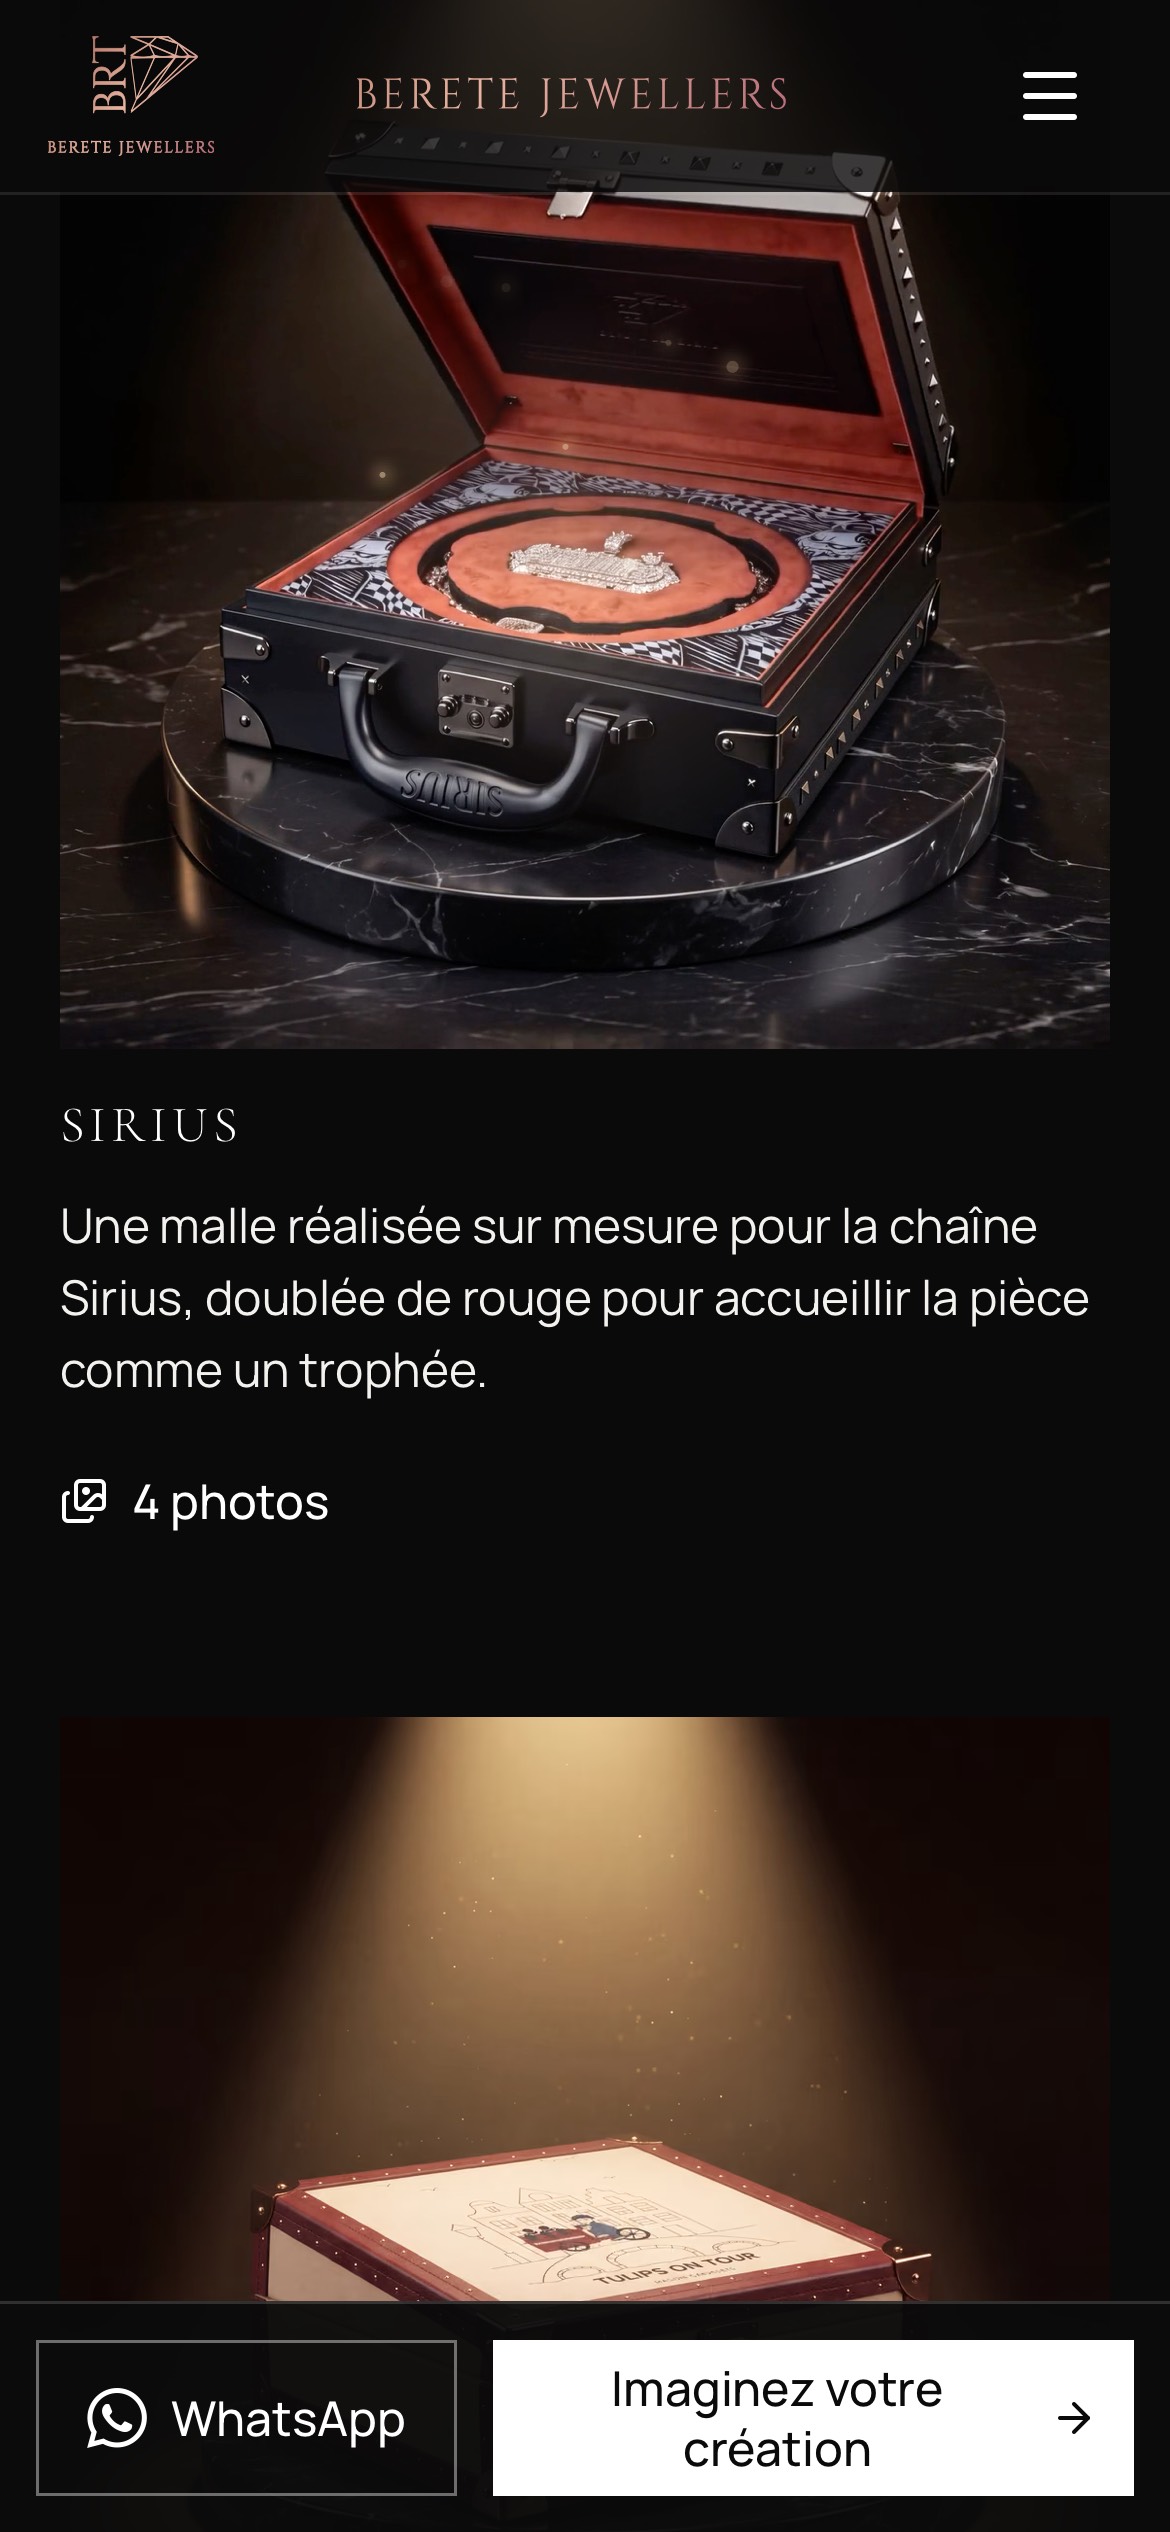 BRT
BERETE JEWELLERS
BERETE JEWELLERS
SIRIUS
SIRIUS
Une malle réalisée sur mesure pour la chaîne
Sirius, doublée de rouge pour accueillir la pièce
comme un trophée.
4 photos
TULIPS ON TOUR
WhatsApp
Imaginez votre
création